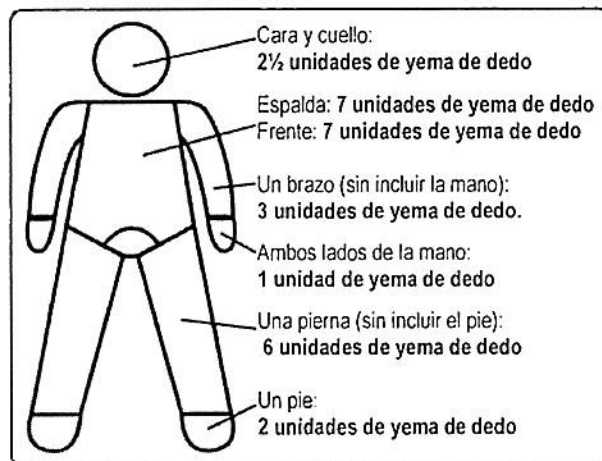 Cara y cuello:
2½ unidades de yema de dedo
Espalda: 7 unidades de yema de dedo
Frente: 7 unidades de yema de dedo
Un brazo (sin incluir la mano):
3 unidades de yema de dedo.
Ambos lados de la mano:
1 unidad de yema de dedo
Una pierna (sin incluir el pie):
6 unidades de yema de dedo
Un pie:
2 unidades de yema de dedo